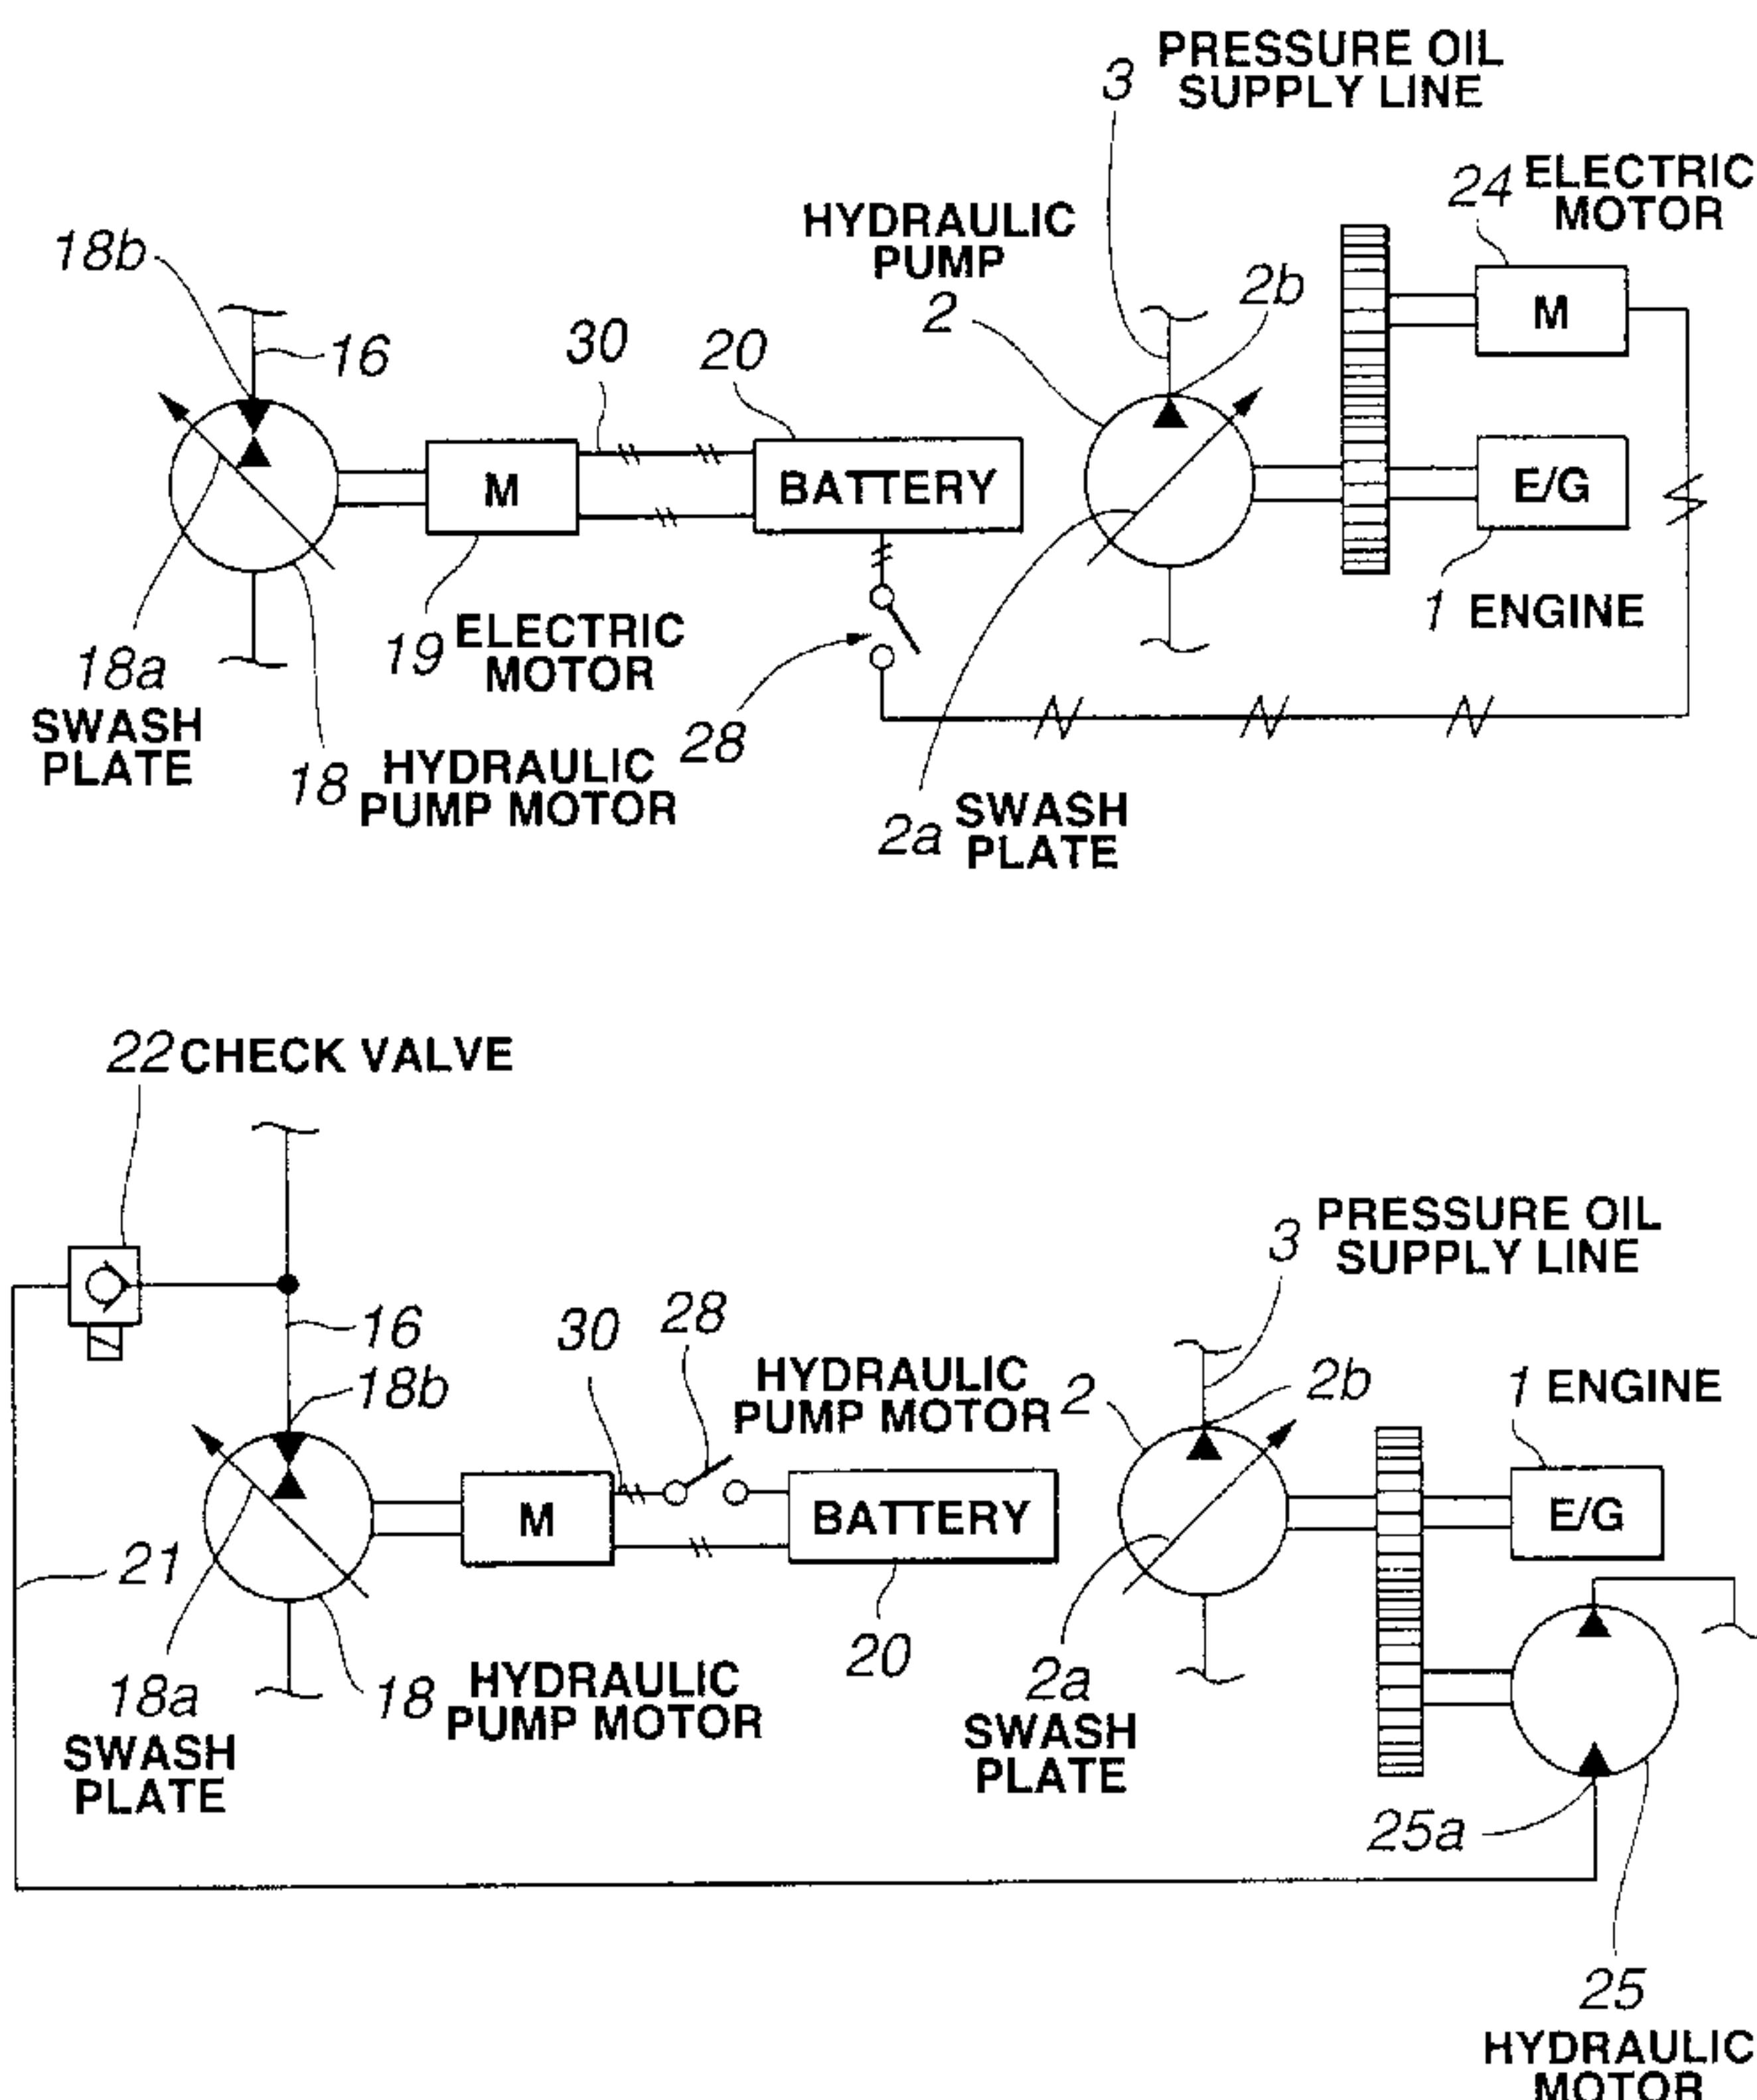 3 PRESSURE OIL
SUPPLY LINE
24 ELECTRIC
MOTOR
HYDRAULIC
PUMP
2
2b
18b
16
30
20
M
M
BATTERY
E/G
1 ENGINE
19 ELECTRIC
MOTOR
18a
SWASH
PLATE
28
18 HYDRAULIC
PUMP MOTOR
2a SWASH
PLATE
22 CHECK VALVE
3 PRESSURE OIL
SUPPLY LINE
16
30
28
18b
HYDRAULIC
PUMP MOTOR 2
2b
1 ENGINE
M
BATTERY
E/G
21
20
18a
SWASH
PLATE
18 HYDRAULIC
PUMP MOTOR
2a
SWASH
PLATE
25a
25
HYDRAULIC
MOTOR